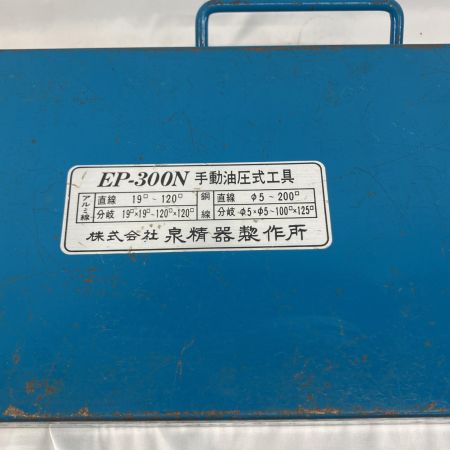 EP-300N 手動油圧式工具
アルミ線 直線 19□~120□ 銅線 直線 φ5~200□
分岐 19□×19□~120□×120□ 分岐 φ5×φ5~100□×125□
株式会社 泉精器製作所